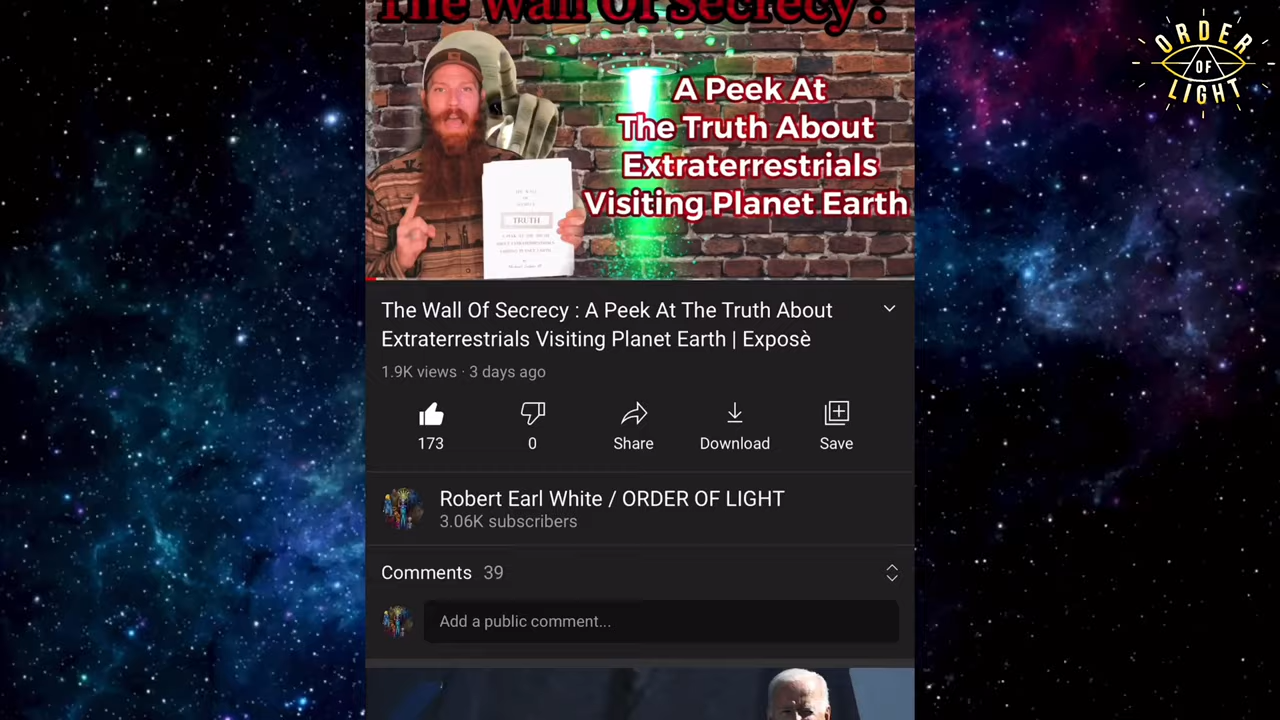 The Wall Of Secrecy :
ORDER
OF
LIGHT
A Peek At
The Truth About
Extraterrestrials
Visiting Planet Earth
TRUTH
The Wall Of Secrecy : A Peek At The Truth About
Extraterrestrials Visiting Planet Earth | Exposè
1.9K views · 3 days ago
173
0
Share
Download
Save
Robert Earl White / ORDER OF LIGHT
3.06K subscribers
Comments 39
Add a public comment...